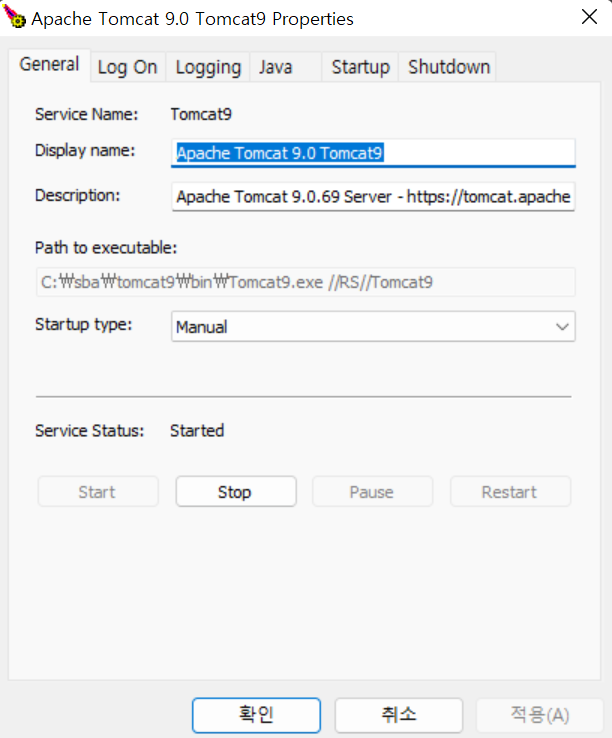 Apache Tomcat 9.0 Tomcat9 Properties
General Log On Logging Java Startup Shutdown
Service Name: Tomcat9
Display name: Apache Tomcat 9.0 Tomcat9
Description: Apache Tomcat 9.0.69 Server - https://tomcat.apache
Path to executable:
C:₩sba₩tomcat9₩bin₩Tomcat9.exe //RS//Tomcat9
Startup type: Manual
Service Status: Started
Start Stop Pause Restart
확인 취소 적용(A)